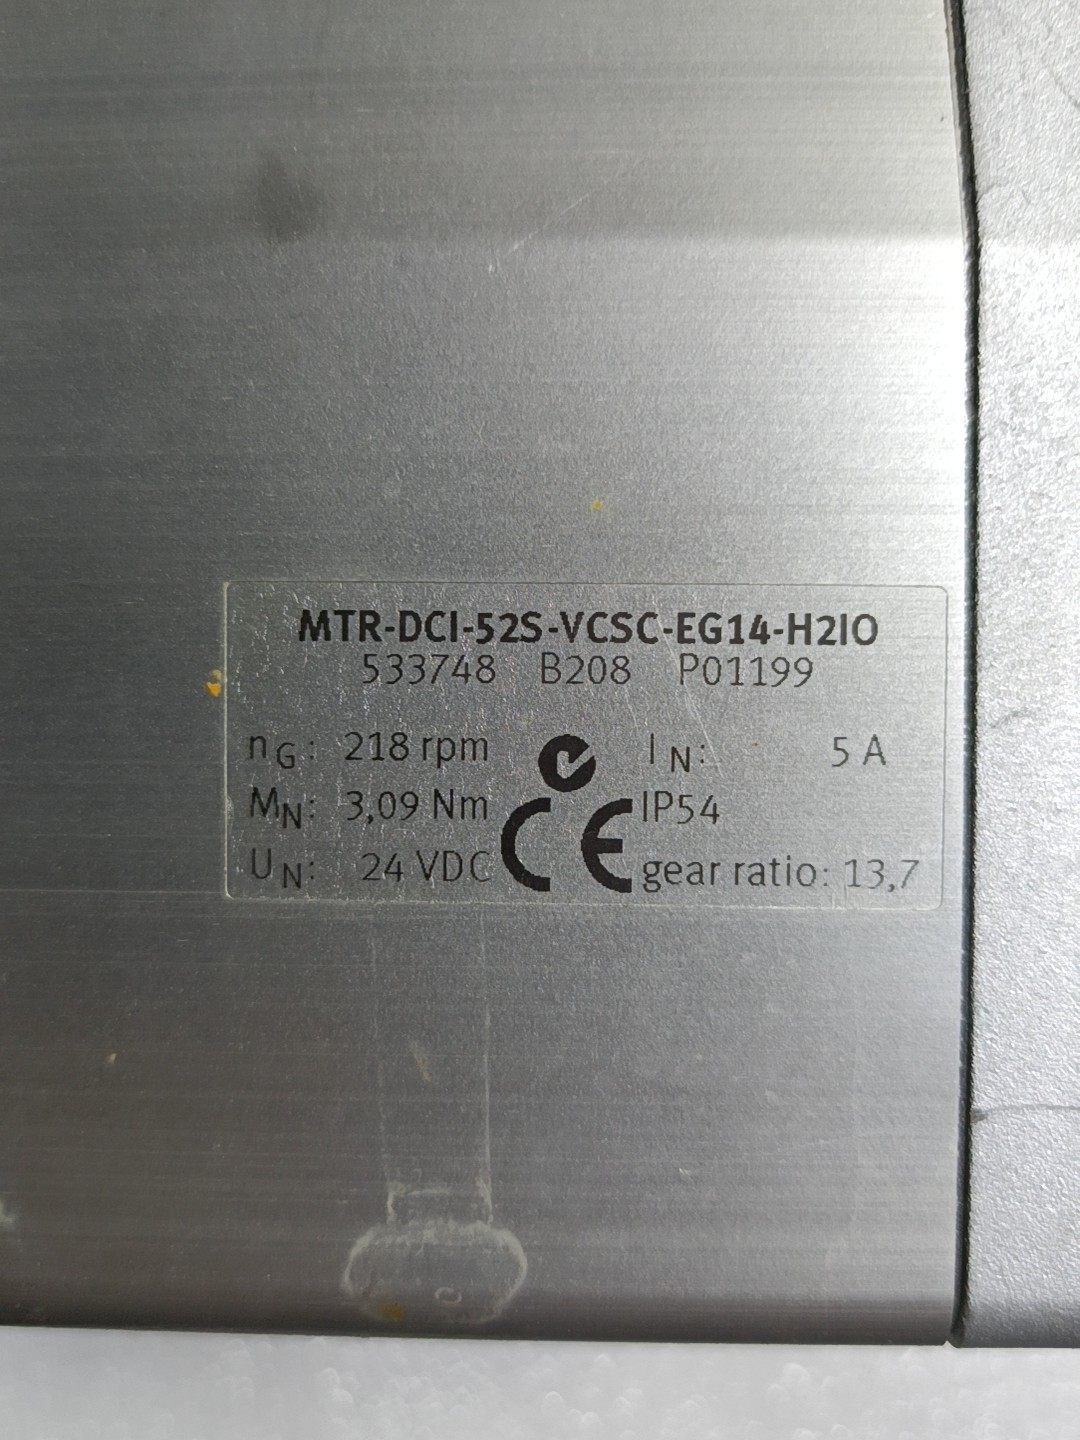 MTR-DCI-52S-VCSC-EG14-H2IO
533748 B208 P01199
nG: 218 rpm IN: 5 A
MN: 3,09 Nm IP54
UN: 24 VDC CE gear ratio: 13,7